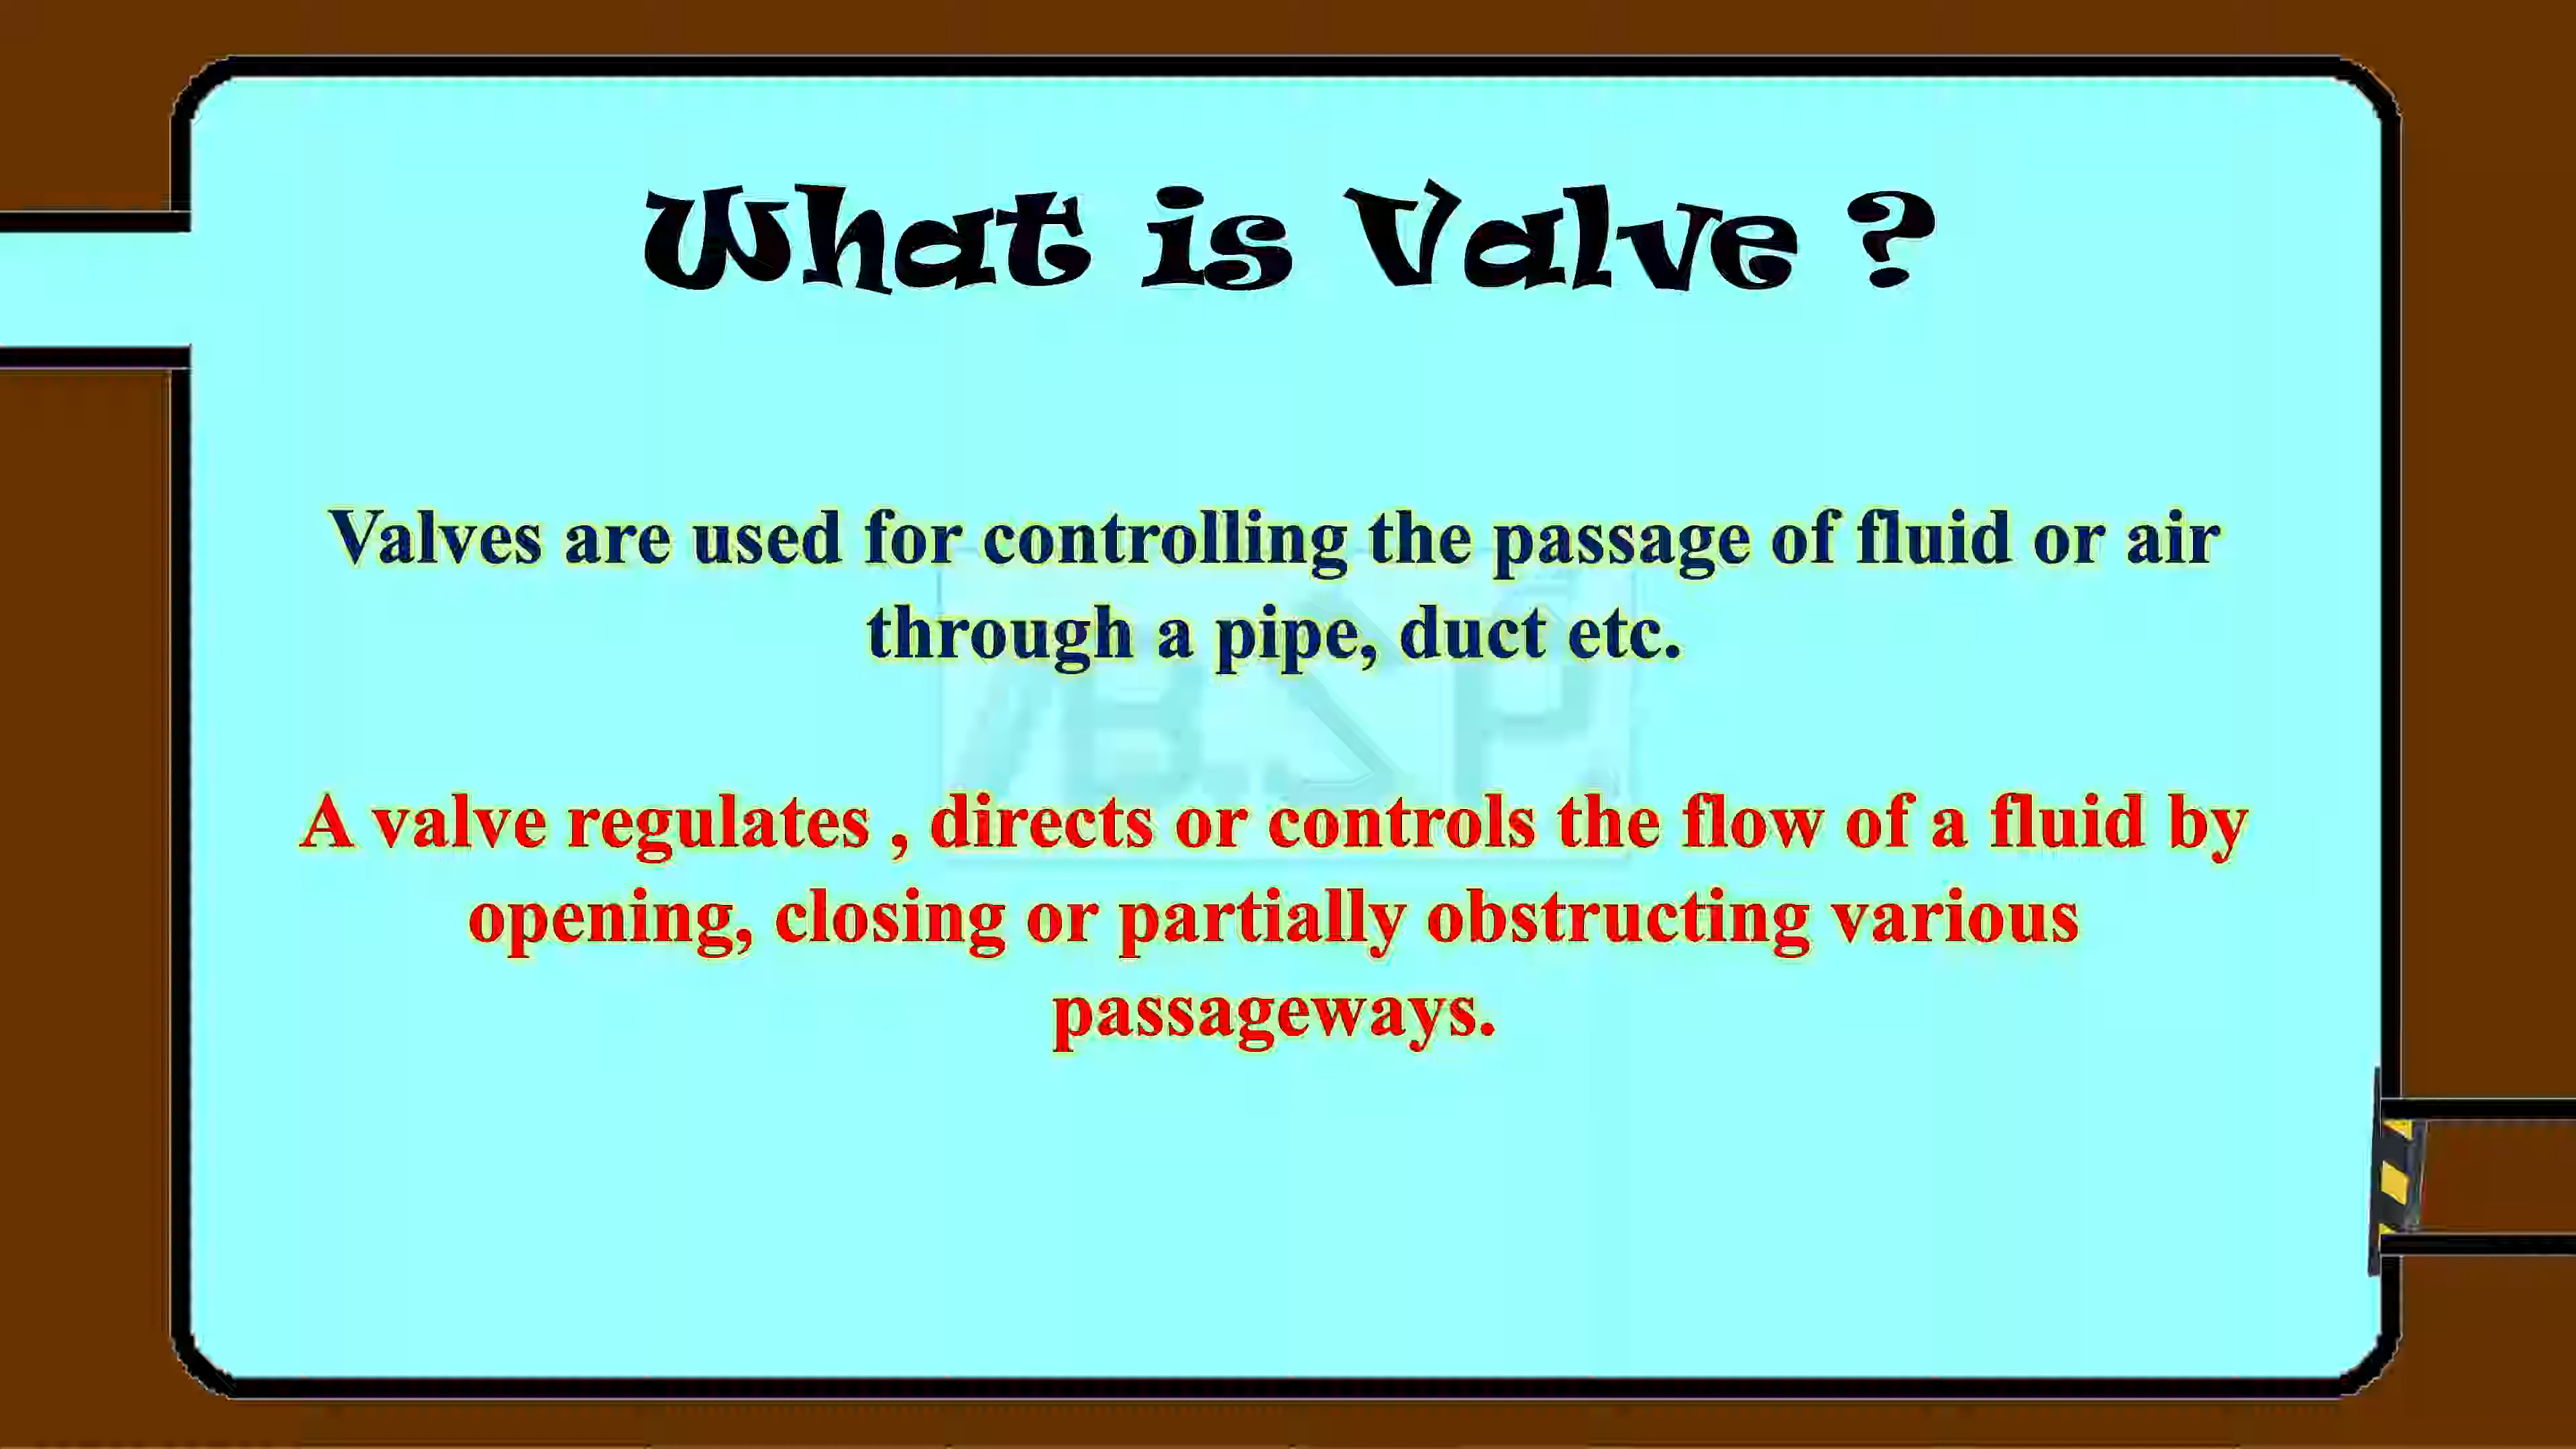 What is Valve ?
Valves are used for controlling the passage of fluid or air
through a pipe, duct etc.
A valve regulates , directs or controls the flow of a fluid by
opening, closing or partially obstructing various
passageways.